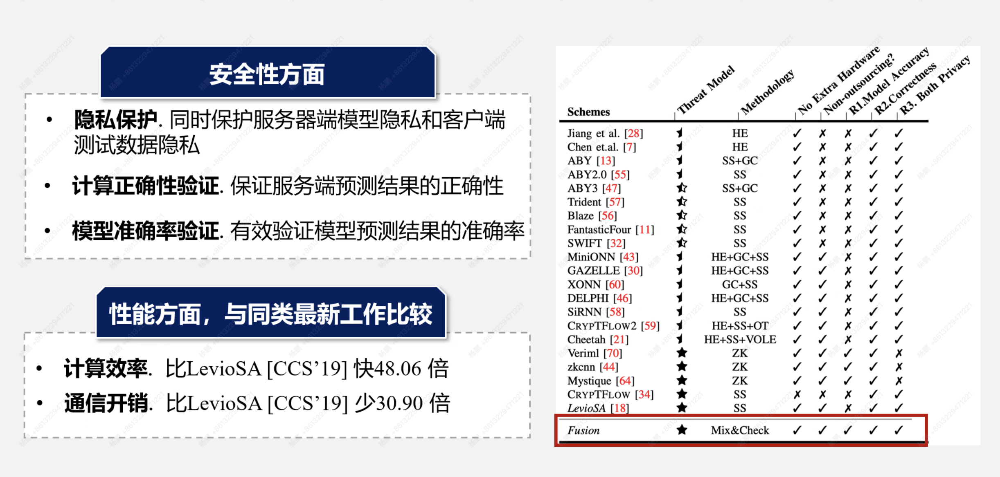 安全性方面
• 隐私保护. 同时保护服务器端模型隐私和客户端
测试数据隐私
• 计算正确性验证. 保证服务端预测结果的正确性
• 模型准确率验证. 有效验证模型预测结果的准确率
性能方面，与同类最新工作比较
• 计算效率. 比LevioSA [CCS’19] 快48.06 倍
• 通信开销. 比LevioSA [CCS’19] 少30.90 倍
Schemes Threat Model Methodology No Extra Hardware Non-outsourcing? R1.Model Accuracy R2.Correctness R3. Both Privacy
Jiang et al. [28] HE ✓ ✗ ✗ ✓ ✓
Chen et.al. [7] HE ✓ ✗ ✗ ✓ ✓
ABY [13] SS+GC ✓ ✗ ✗ ✓ ✓
ABY2.0 [55] SS ✓ ✗ ✗ ✓ ✓
ABY3 [47] SS+GC ✓ ✗ ✗ ✓ ✓
Trident [57] SS ✓ ✗ ✗ ✓ ✓
Blaze [56] SS ✓ ✗ ✗ ✓ ✓
FantasticFour [11] SS ✓ ✗ ✗ ✓ ✓
SWIFT [32] SS ✓ ✗ ✗ ✓ ✓
MiniONN [43] HE+GC+SS ✓ ✓ ✗ ✓ ✓
GAZELLE [30] HE+GC+SS ✓ ✓ ✗ ✓ ✓
XONN [60] GC+SS ✓ ✓ ✗ ✓ ✓
DELPHI [46] HE+GC+SS ✓ ✓ ✗ ✓ ✓
SiRNN [58] SS ✓ ✓ ✗ ✓ ✓
CRYPTFLOW2 [59] HE+SS+OT ✓ ✓ ✗ ✓ ✓
Cheetah [21] HE+SS+VOLE ✓ ✓ ✗ ✓ ✓
Veriml [70] ★ ZK ✓ ✓ ✓ ✓ ✗
zkcnn [44] ★ ZK ✓ ✓ ✓ ✓ ✗
Mystique [64] ★ ZK ✓ ✓ ✓ ✓ ✗
CRYPTFLOW [34] ★ SS ✗ ✗ ✗ ✓ ✓
LevioSA [18] ★ SS ✓ ✓ ✗ ✓ ✓
Fusion ★ Mix&Check ✓ ✓ ✓ ✓ ✓
杨鹏 +8613229471221